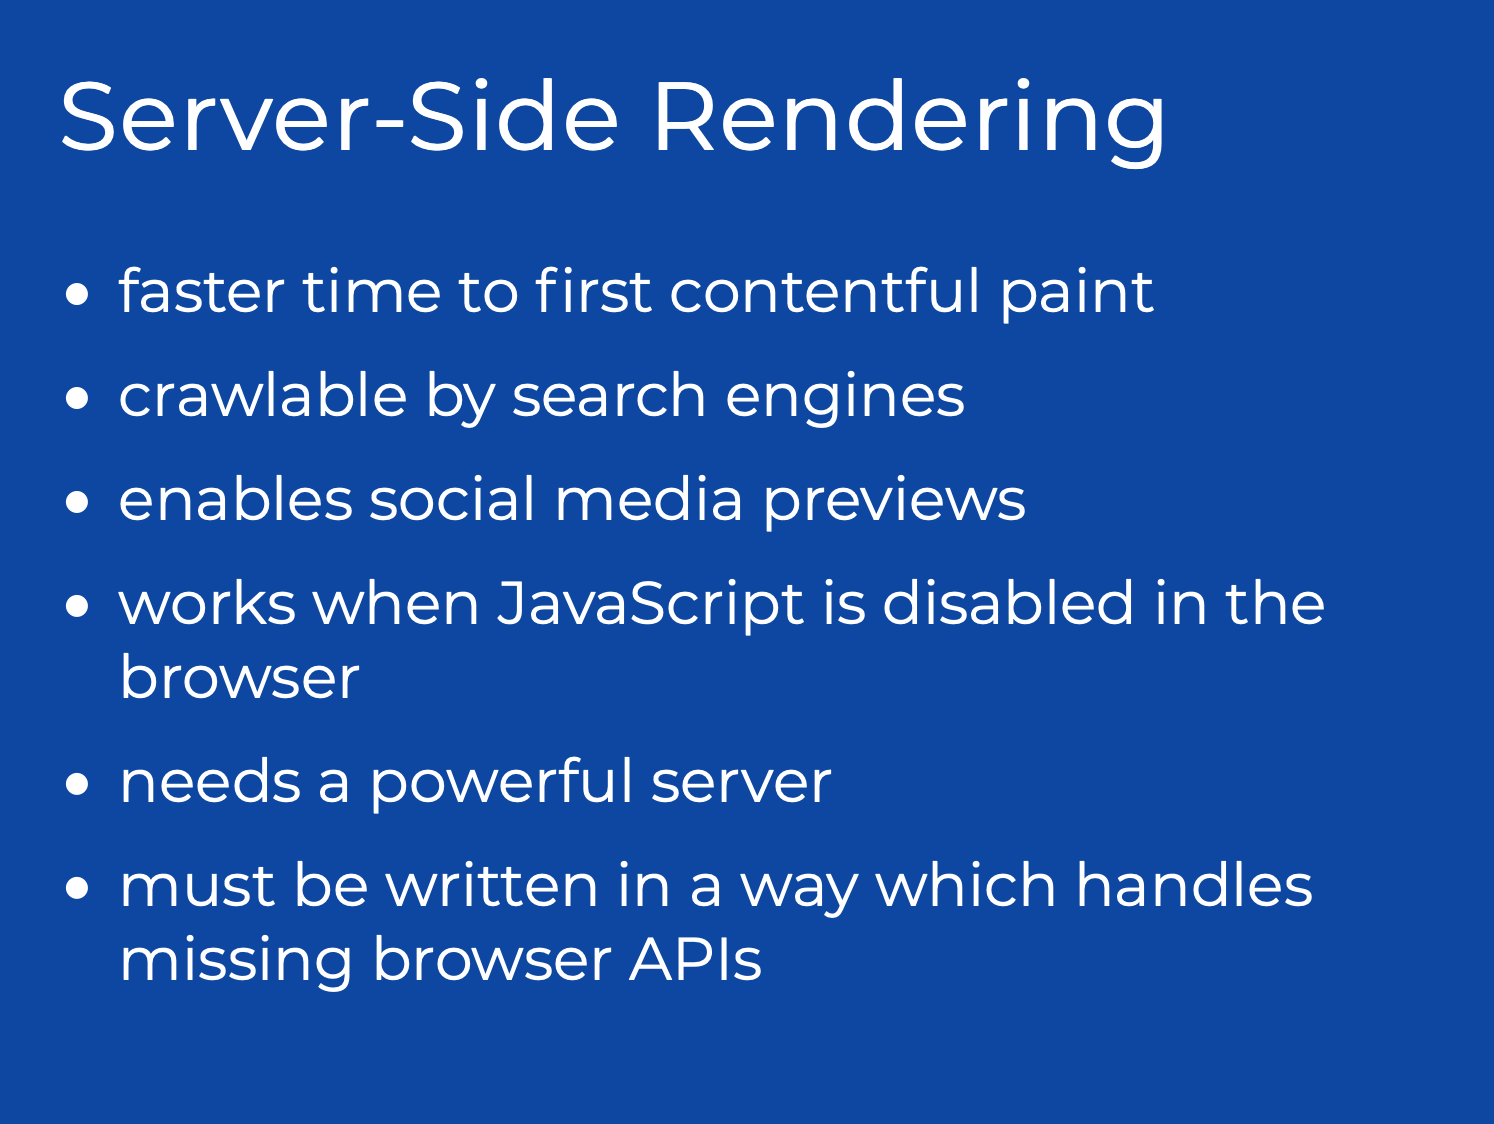 Server-Side Rendering
• faster time to first contentful paint
• crawlable by search engines
• enables social media previews
• works when JavaScript is disabled in the
browser
• needs a powerful server
• must be written in a way which handles
missing browser APIs